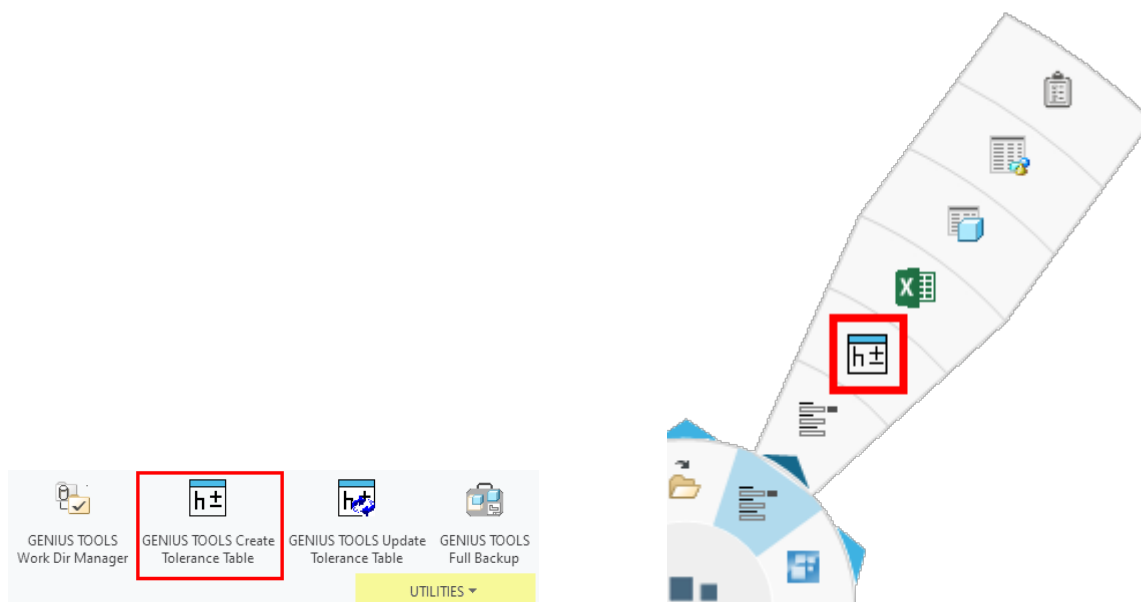 GENIUS TOOLS
Work Dir Manager
GENIUS TOOLS Create
Tolerance Table
GENIUS TOOLS Update
Tolerance Table
GENIUS TOOLS
Full Backup
UTILITIES
h ±
h ±
h±
X